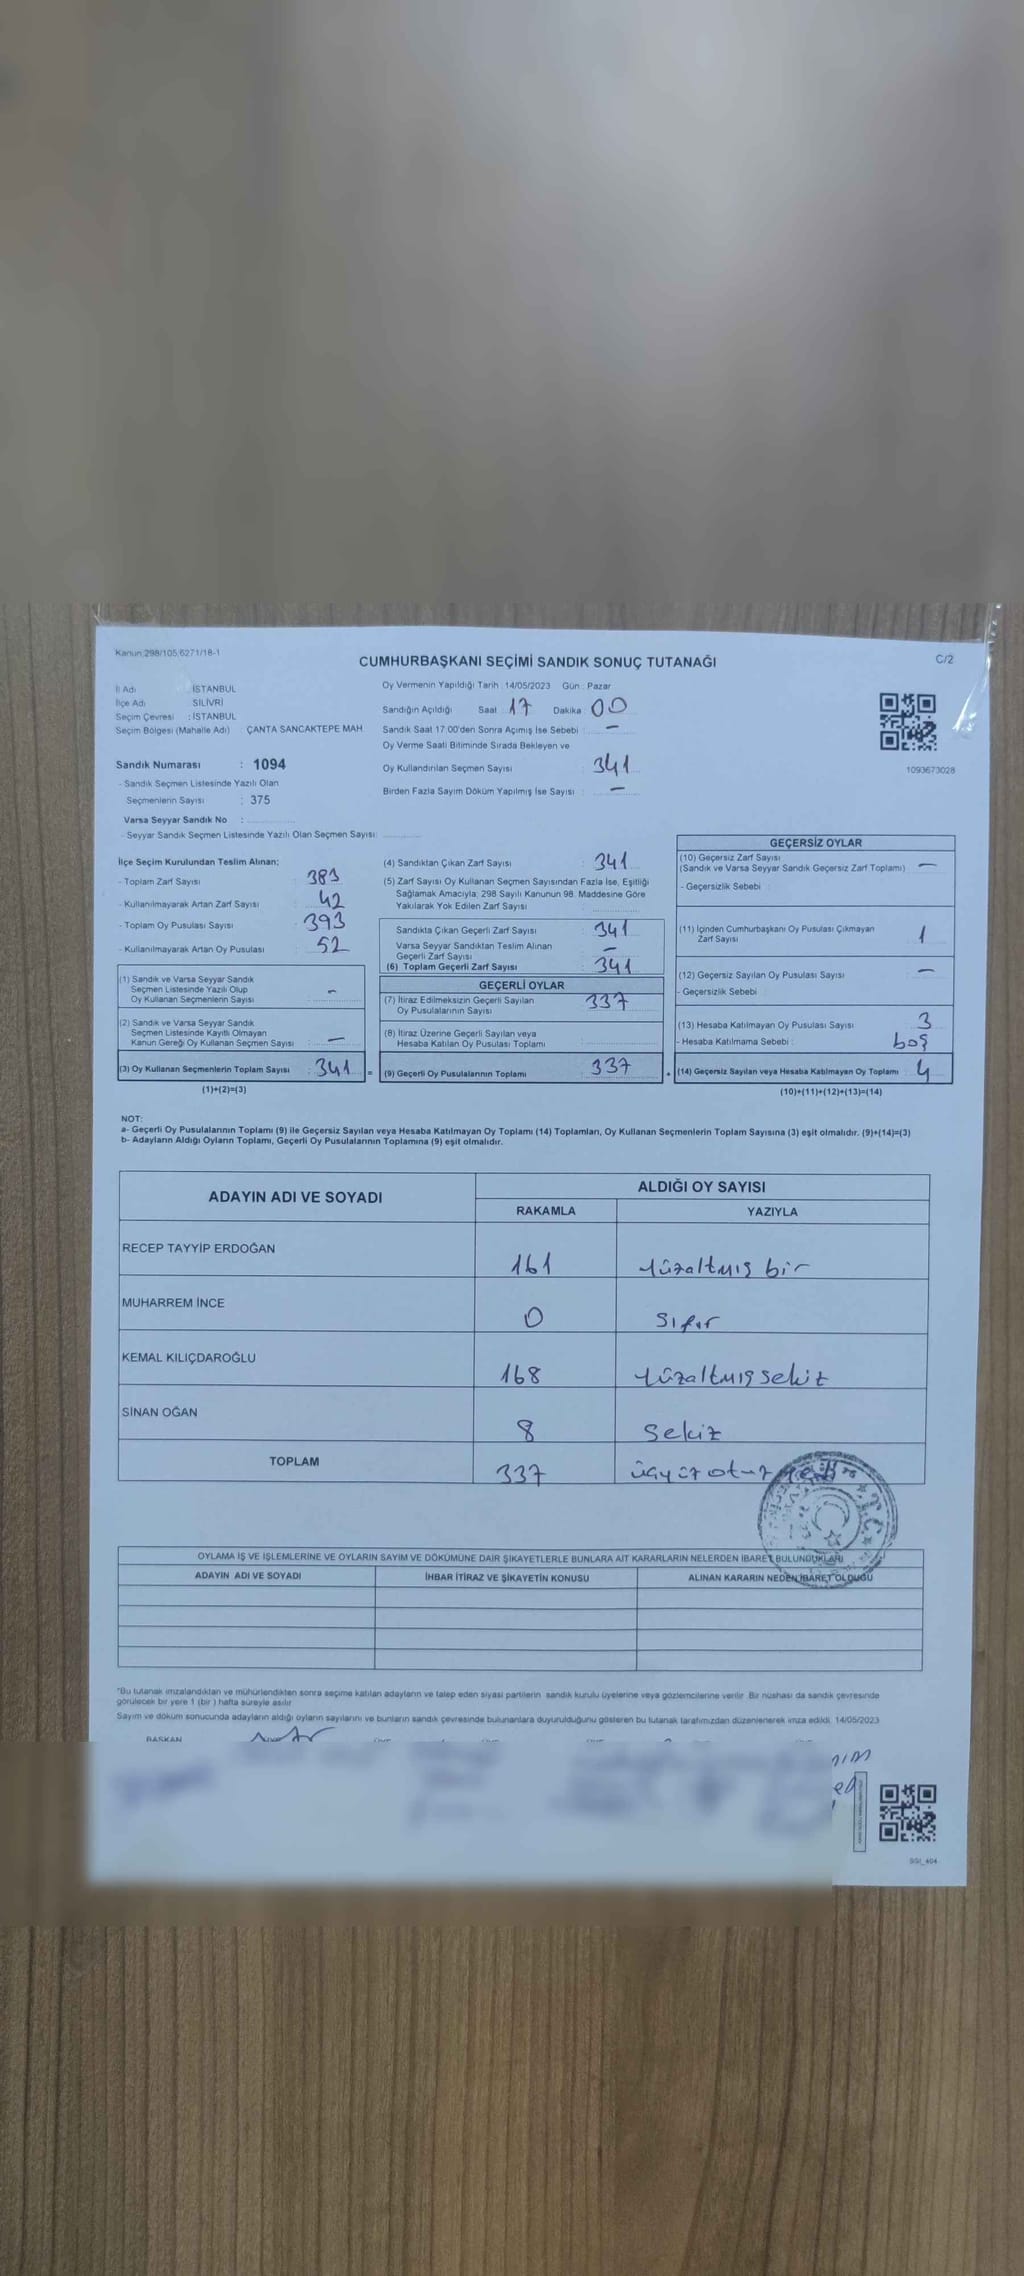 Kanun:298/105,6271/18-1
CUMHURBAŞKANI SEÇİMİ SANDIK SONUÇ TUTANAĞI
C/2
İl Adı : İSTANBUL
İlçe Adı : SİLİVRİ
Seçim Çevresi : İSTANBUL
Seçim Bölgesi (Mahalle Adı) ÇANTA SANCAKTEPE MAH.
Sandık Numarası : 1094
- Sandık Seçmen Listesinde Yazılı Olan
Seçmenlerin Sayısı : 375
Varsa Seyyar Sandık No :
- Seyyar Sandık Seçmen Listesinde Yazılı Olan Seçmen Sayısı:
Oy Vermenin Yapıldığı Tarih : 14/05/2023 Gün : Pazar
Sandığın Açıldığı Saat : 17 Dakika : 00
Sandık Saat 17:00'den Sonra Açımış İse Sebebi : —
Oy Verme Saati Bitiminde Sırada Bekleyen ve
Oy Kullandırılan Seçmen Sayısı : 341
Birden Fazla Sayım Döküm Yapılmış İse Sayısı : —
1093673028
İlçe Seçim Kurulundan Teslim Alınan;
- Toplam Zarf Sayısı : 383
- Kullanılmayarak Artan Zarf Sayısı : 42
- Toplam Oy Pusulası Sayısı : 393
- Kullanılmayarak Artan Oy Pusulası : 52
(1) Sandık ve Varsa Seyyar Sandık
Seçmen Listesinde Yazılı Olup
Oy Kullanan Seçmenlerin Sayısı : –
(2) Sandık ve Varsa Seyyar Sandık
Seçmen Listesinde Kayıtlı Olmayan
Kanun Gereği Oy Kullanan Seçmen Sayısı : —
(3) Oy Kullanan Seçmenlerin Toplam Sayısı : 341
(1)+(2)=(3)
=
(4) Sandıktan Çıkan Zarf Sayısı : 341
(5) Zarf Sayısı Oy Kullanan Seçmen Sayısından Fazla İse, Eşitliği
Sağlamak Amacıyla; 298 Sayılı Kanunun 98. Maddesine Göre
Yakılarak Yok Edilen Zarf Sayısı :
Sandıkta Çıkan Geçerli Zarf Sayısı : 341
Varsa Seyyar Sandıktan Teslim Alınan
Geçerli Zarf Sayısı : —
(6) Toplam Geçerli Zarf Sayısı : 341
GEÇERLİ OYLAR
(7) İtiraz Edilmeksizin Geçerli Sayılan
Oy Pusulalarının Sayısı : 337
(8) İtiraz Üzerine Geçerli Sayılan veya
Hesaba Katılan Oy Pusulası Toplamı :
(9) Geçerli Oy Pusulalarının Toplamı : 337
+
GEÇERSİZ OYLAR
(10) Geçersiz Zarf Sayısı
(Sandık ve Varsa Seyyar Sandık Geçersiz Zarf Toplamı) : —
- Geçersizlik Sebebi :
(11) İçinden Cumhurbaşkanı Oy Pusulası Çıkmayan
Zarf Sayısı : 1
(12) Geçersiz Sayılan Oy Pusulası Sayısı : —
- Geçersizlik Sebebi :
(13) Hesaba Katılmayan Oy Pusulası Sayısı : 3
- Hesaba Katılmama Sebebi : boş
(14) Geçersiz Sayılan veya Hesaba Katılmayan Oy Toplamı : 4
(10)+(11)+(12)+(13)=(14)
NOT:
a- Geçerli Oy Pusulalarının Toplamı (9) ile Geçersiz Sayılan veya Hesaba Katılmayan Oy Toplamı (14) Toplamları, Oy Kullanan Seçmenlerin Toplam Sayısına (3) eşit olmalıdır. (9)+(14)=(3)
b- Adayların Aldığı Oyların Toplamı, Geçerli Oy Pusulalarının Toplamına (9) eşit olmalıdır.
ADAYIN ADI VE SOYADI
ALDIĞI OY SAYISI
RAKAMLA YAZIYLA
RECEP TAYYİP ERDOĞAN 161 Yüzaltmış bir
MUHARREM İNCE 0 Sıfır
KEMAL KILIÇDAROĞLU 168 Yüzaltmış sekiz
SİNAN OĞAN 8 Sekiz
TOPLAM 337 üçyüz otuz yedi
T.C.
OYLAMA İŞ VE İŞLEMLERİNE VE OYLARIN SAYIM VE DÖKÜMÜNE DAİR ŞİKAYETLERLE BUNLARA AİT KARARLARIN NELERDEN İBARET BULUNDUKLARI
ADAYIN ADI VE SOYADI İHBAR İTİRAZ VE ŞİKAYETİN KONUSU ALINAN KARARIN NEDEN İBARET OLDUĞU
*Bu tutanak imzalandıktan ve mühürlendikten sonra seçime katılan adayların ve talep eden siyasi partilerin sandık kurulu üyelerine veya gözlemcilerine verilir. Bir nüshası da sandık çevresinde
görülecek bir yere 1 (bir) hafta süreyle asılır.
Sayım ve döküm sonucunda adayların aldığı oyların sayılarını ve bunların sandık çevresinde bulunanlara duyurulduğunu gösteren bu tutanak tarafımızdan düzenlenerek imza edildi. 14/05/2023
BAŞKAN